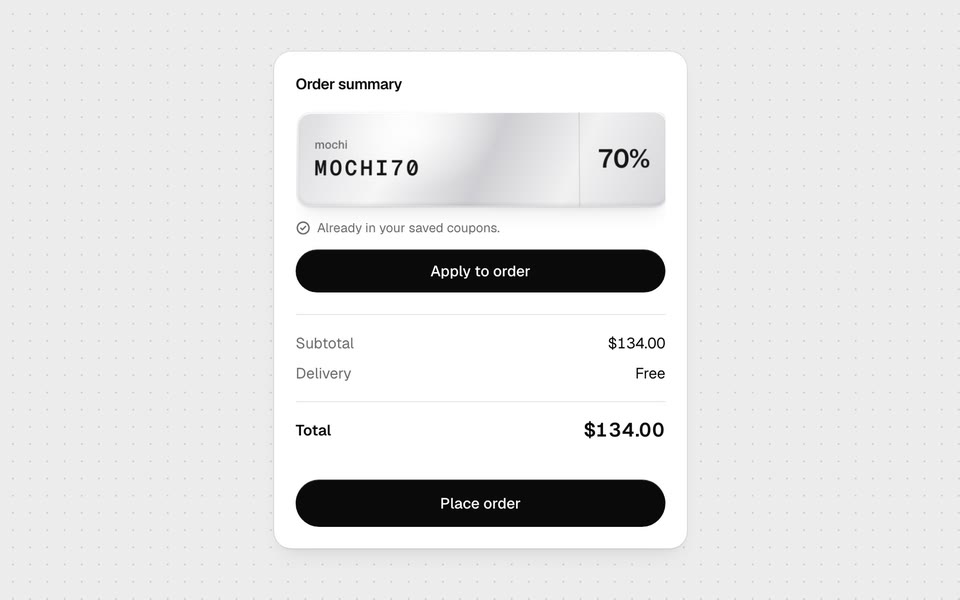 Order summary
mochi
MOCHI70
70%
Already in your saved coupons.
Apply to order
Subtotal $134.00
Delivery Free
Total $134.00
Place order